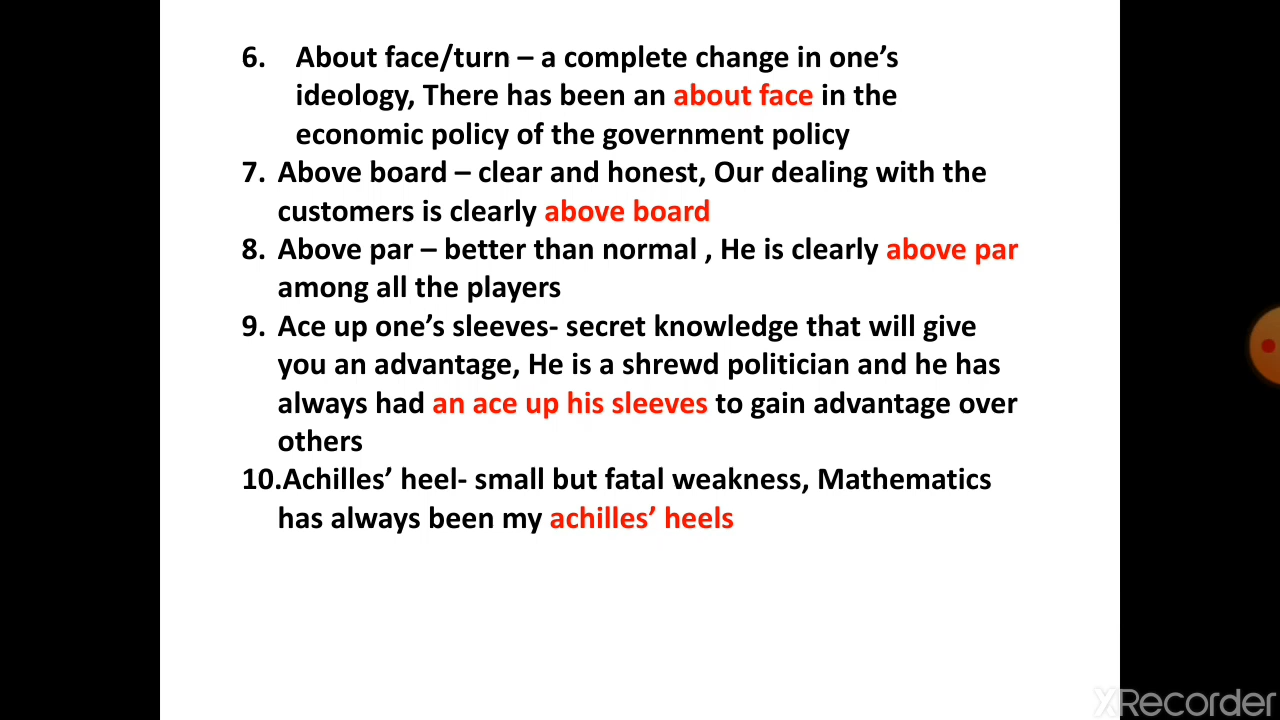 6. About face/turn – a complete change in one’s
ideology, There has been an about face in the
economic policy of the government policy
7. Above board – clear and honest, Our dealing with the
customers is clearly above board
8. Above par – better than normal , He is clearly above par
among all the players
9. Ace up one’s sleeves- secret knowledge that will give
you an advantage, He is a shrewd politician and he has
always had an ace up his sleeves to gain advantage over
others
10.Achilles’ heel- small but fatal weakness, Mathematics
has always been my achilles’ heels
XRecorder